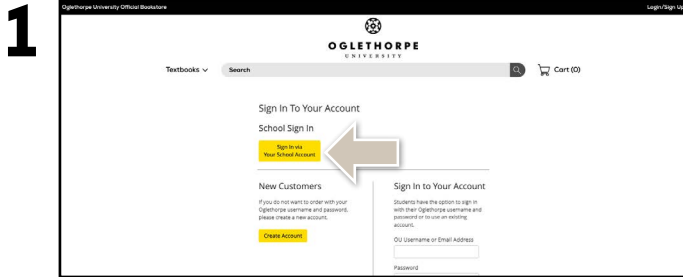 1
Oglethorpe University Official Bookstore
Login/Sign Up
OGLETHORPE
UNIVERSITY
Textbooks
Search
Cart (0)
Sign In To Your Account
School Sign In
Sign In via
Your School Account
New Customers
If you do not want to order with your
Oglethorpe username and password,
please create a new account.
Create Account
Sign In to Your Account
Students have the option to sign in
with their Oglethorpe username and
password or to use an existing
account.
OU Username or Email Address
Password